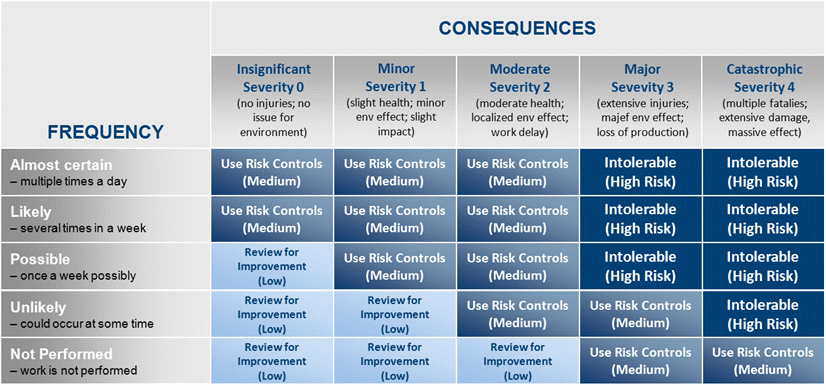 CONSEQUENCES
FREQUENCY
Insignificant
Severity 0
(no injuries; no
issue for
environment)
Minor
Severity 1
(slight health; minor
env effect; slight
impact)
Moderate
Severity 2
(moderate health;
localized env effect;
work delay)
Major
Sevevity 3
(extensive injuries;
majef env effect;
loss of production)
Catastrophic
Severity 4
(multiple fatalies;
extensive damage,
massive effect)
Almost certain
– multiple times a day
Use Risk Controls
(Medium)
Use Risk Controls
(Medium)
Use Risk Controls
(Medium)
Intolerable
(High Risk)
Intolerable
(High Risk)
Likely
– several times in a week
Use Risk Controls
(Medium)
Use Risk Controls
(Medium)
Use Risk Controls
(Medium)
Intolerable
(High Risk)
Intolerable
(High Risk)
Possible
– once a week possibly
Review for
Improvement
(Low)
Use Risk Controls
(Medium)
Use Risk Controls
(Medium)
Intolerable
(High Risk)
Intolerable
(High Risk)
Unlikely
– could occur at some time
Review for
Improvement
(Low)
Review for
Improvement
(Low)
Use Risk Controls
(Medium)
Use Risk Controls
(Medium)
Intolerable
(High Risk)
Not Performed
– work is not performed
Review for
Improvement
(Low)
Review for
Improvement
(Low)
Review for
Improvement
(Low)
Use Risk Controls
(Medium)
Use Risk Controls
(Medium)